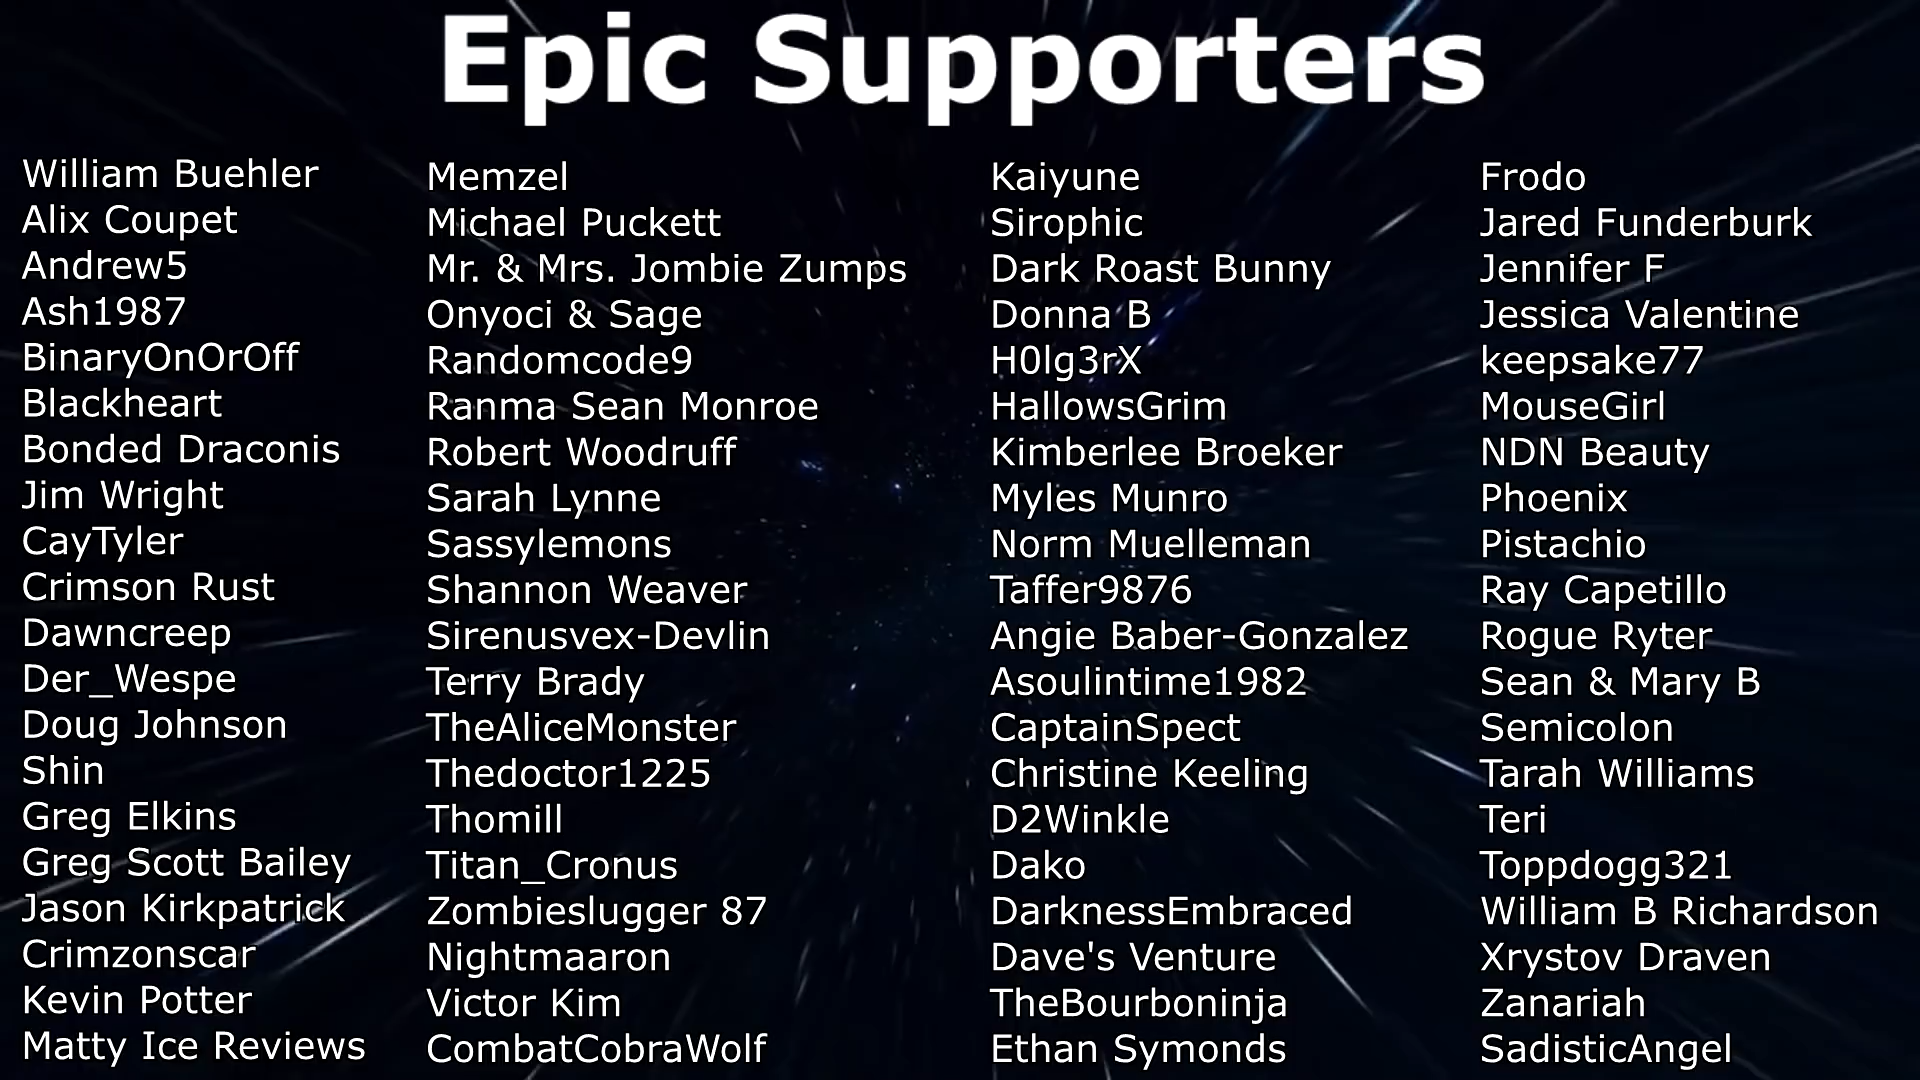 Epic Supporters
William Buehler
Alix Coupet
Andrew5
Ash1987
BinaryOnOrOff
Blackheart
Bonded Draconis
Jim Wright
CayTyler
Crimson Rust
Dawncreep
Der_Wespe
Doug Johnson
Shin
Greg Elkins
Greg Scott Bailey
Jason Kirkpatrick
Crimzonscar
Kevin Potter
Matty Ice Reviews
Memzel
Michael Puckett
Mr. & Mrs. Jombie Zumps
Onyoci & Sage
Randomcode9
Ranma Sean Monroe
Robert Woodruff
Sarah Lynne
Sassylemons
Shannon Weaver
Sirenusvex-Devlin
Terry Brady
TheAliceMonster
Thedoctor1225
Thomill
Titan_Cronus
Zombieslugger 87
Nightmaaron
Victor Kim
CombatCobraWolf
Kaiyune
Sirophic
Dark Roast Bunny
Donna B
H0lg3rX
HallowsGrim
Kimberlee Broeker
Myles Munro
Norm Muelleman
Taffer9876
Angie Baber-Gonzalez
Asoulintime1982
CaptainSpect
Christine Keeling
D2Winkle
Dako
DarknessEmbraced
Dave's Venture
TheBourboninja
Ethan Symonds
Frodo
Jared Funderburk
Jennifer F
Jessica Valentine
keepsake77
MouseGirl
NDN Beauty
Phoenix
Pistachio
Ray Capetillo
Rogue Ryter
Sean & Mary B
Semicolon
Tarah Williams
Teri
Toppdogg321
William B Richardson
Xrystov Draven
Zanariah
SadisticAngel